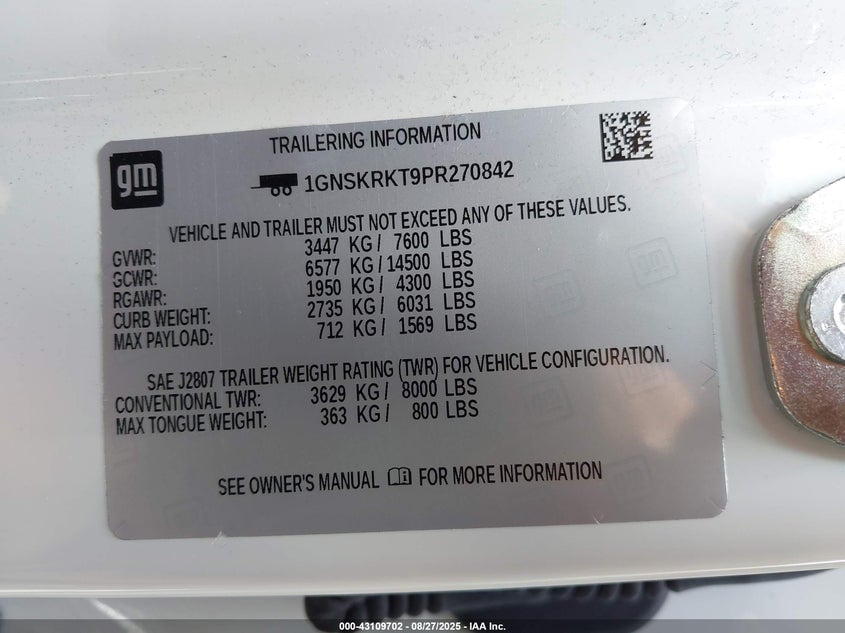 TRAILERING INFORMATION
gm
1GNSKRKT9PR270842
VEHICLE AND TRAILER MUST NOT EXCEED ANY OF THESE VALUES.
GVWR: 3447 KG / 7600 LBS
GCWR: 6577 KG / 14500 LBS
RGAWR: 1950 KG / 4300 LBS
CURB WEIGHT: 2735 KG / 6031 LBS
MAX PAYLOAD: 712 KG / 1569 LBS
SAE J2807 TRAILER WEIGHT RATING (TWR) FOR VEHICLE CONFIGURATION.
CONVENTIONAL TWR: 3629 KG / 8000 LBS
MAX TONGUE WEIGHT: 363 KG / 800 LBS
SEE OWNER'S MANUAL FOR MORE INFORMATION
000-43109702 - 08/27/2025 - IAA Inc.